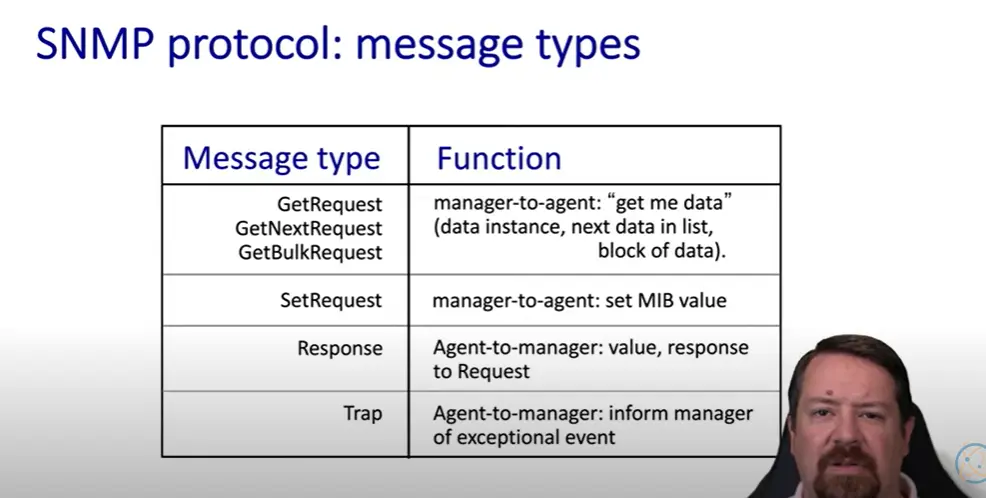 SNMP protocol: message types
Message type
Function
GetRequest
GetNextRequest
GetBulkRequest
manager-to-agent: “get me data”
(data instance, next data in list,
block of data).
SetRequest
manager-to-agent: set MIB value
Response
Agent-to-manager: value, response
to Request
Trap
Agent-to-manager: inform manager
of exceptional event